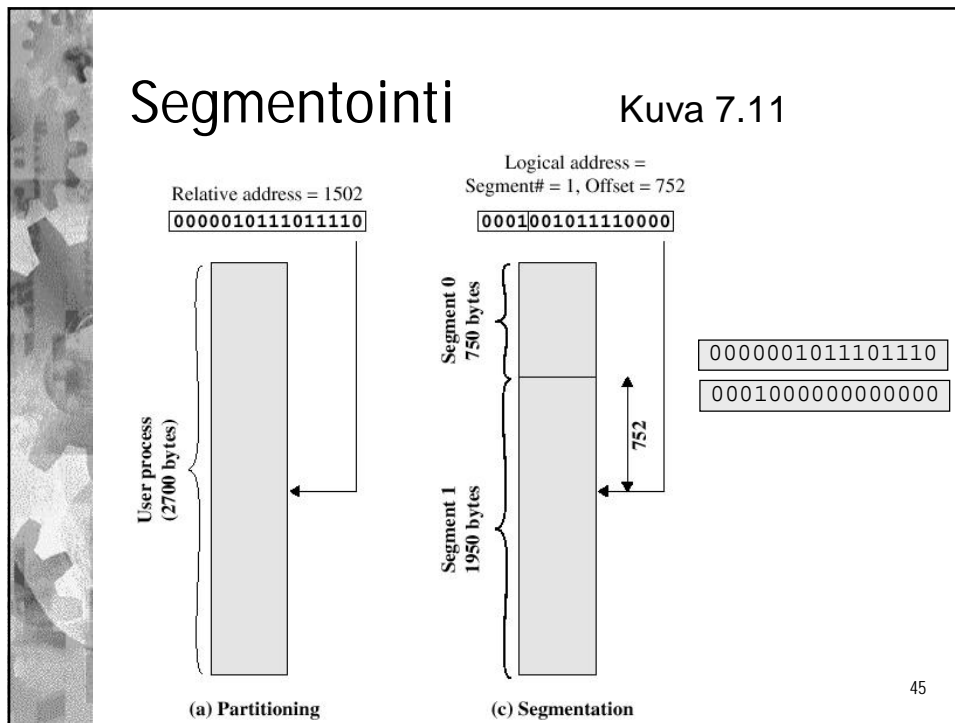 Segmentointi
Kuva 7.11
Relative address = 1502
0000010111011110
Logical address =
Segment# = 1, Offset = 752
0001001011110000
User process
(2700 bytes)
Segment 0
750 bytes
752
Segment 1
1950 bytes
0000001011101110
0001000000000000
(a) Partitioning
(c) Segmentation
45